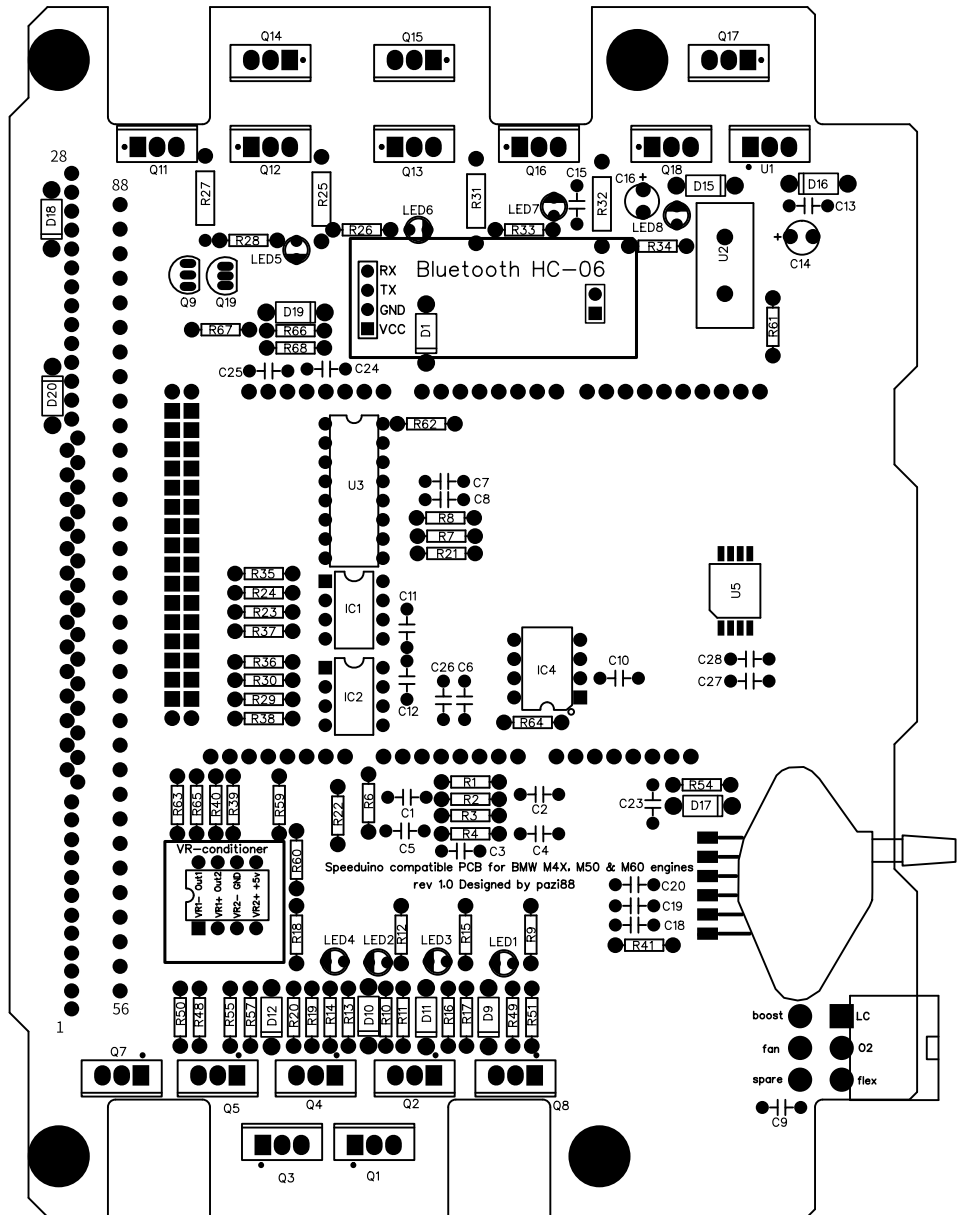 Q14 Q15 Q17
28 Q11 Q12 Q13 Q16 Q18 U1
88
R27 R25 R31 C15 R32 C16 + D15 D16
C13
D18 LED6 LED7 LED8
R28 R26 R33 R34 U2 + C14
LED5
Q9 Q19
RX Bluetooth HC-06
TX
GND
VCC
D19 D1 R61
R67 R66
R68
C25 C24
D20
R62
U3
C7
C8
R8
R7
R21
R35
R24 IC1 C11 U5
R23
R37
R36 C28
R30 IC2 C26 C6 IC4 C10 C27
R29
R38 C12 R64
R63 R65 R40 R39 R59 R22 R6 R1 R54
C1 R2 C2 C23 D17
R3
C5 R4 C4
VR-conditioner R60 C3
Speeduino compatible PCB for BMW M4X, M50 & M60 engines
rev 1.0 Designed by pazi88
VR1- Out1
VR1+ Out2
VR2- GND
VR2+ +5v
C20
C19
C18
R18 R12 R15 R9 R41
LED4 LED2 LED3 LED1
R50 R48 R55 R57 D12 R20 R19 R14 R13 D10 R10 R11 D11 R16 R17 D9 R49 R51
56
1
boost LC
fan O2
spare flex
Q7 Q5 Q4 Q2 Q8
C9
Q3 Q1